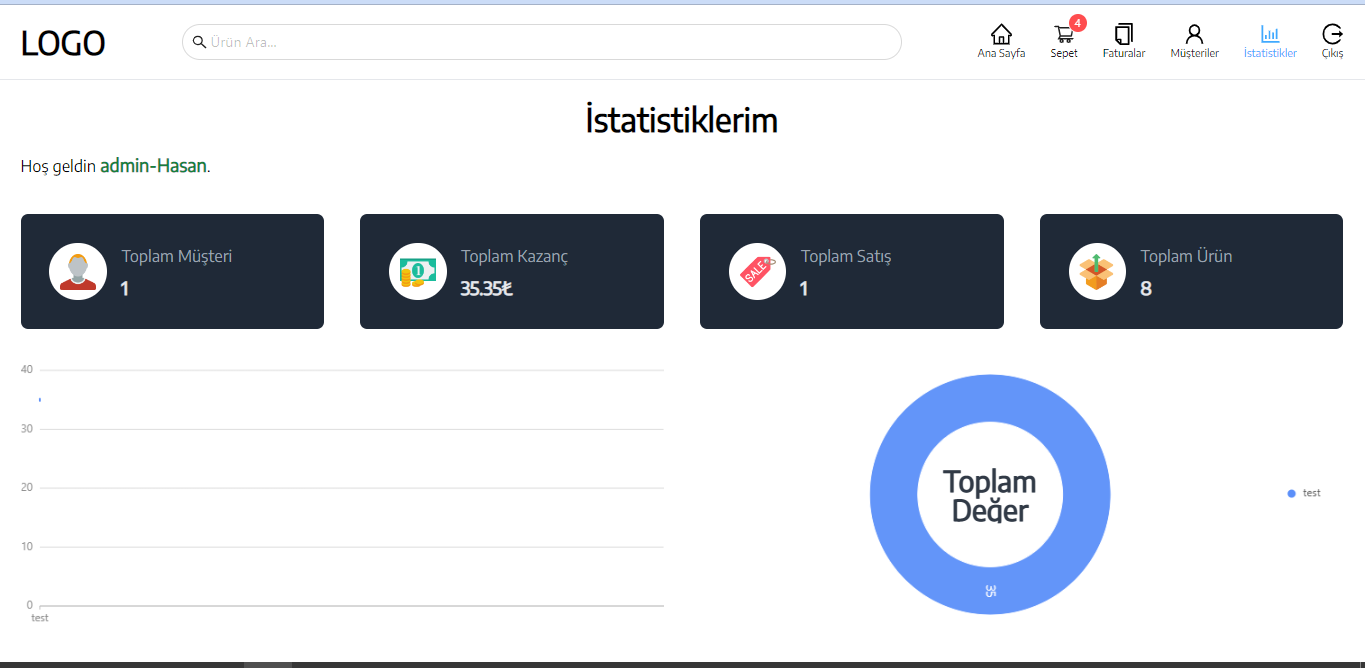 LOGO
Ürün Ara...
Ana Sayfa
4
Sepet
Faturalar
Müşteriler
İstatistikler
Çıkış
İstatistiklerim
Hoş geldin admin-Hasan.
Toplam Müşteri
1
Toplam Kazanç
35.35₺
SALE
Toplam Satış
1
Toplam Ürün
8
40
30
20
10
0
test
Toplam
Değer
35
test